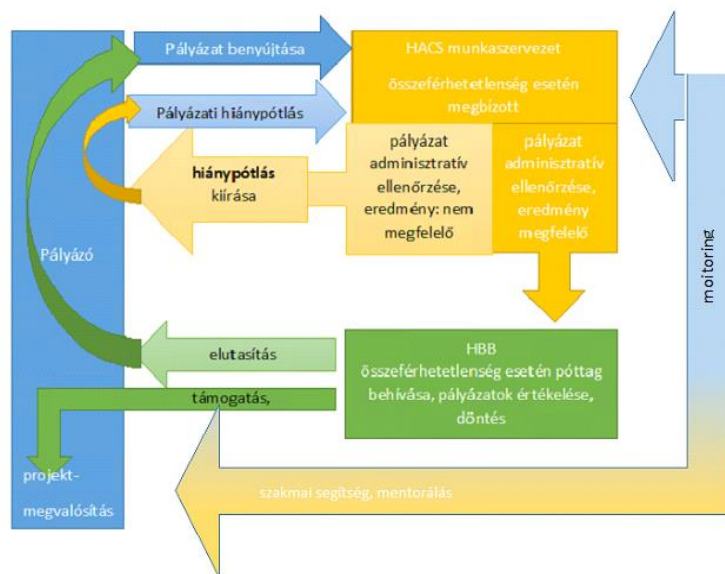 Pályázat benyújtása
HACS munkaszervezet
összeférhetetlenség esetén
megbízott
Pályázati hiánypótlás
hiánypótlás
kiírása
pályázat
adminisztratív
ellenőrzése,
eredmény: nem
megfelelő
pályázat
adminisztratív
ellenőrzése,
eredmény
megfelelő
moitoring
Pályázó
elutasítás
HBB
összeférhetetlenség esetén póttag
behívása, pályázatok értékelése,
döntés
támogatás,
projekt-
megvalósítás
szakmai segítség, mentorálás